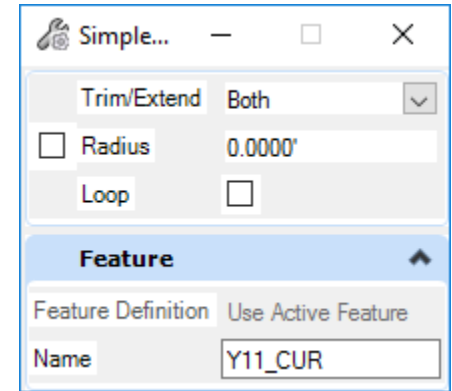 Simple...
Trim/Extend Both
Radius 0.0000'
Loop
Feature
Feature Definition Use Active Feature
Name Y11_CUR